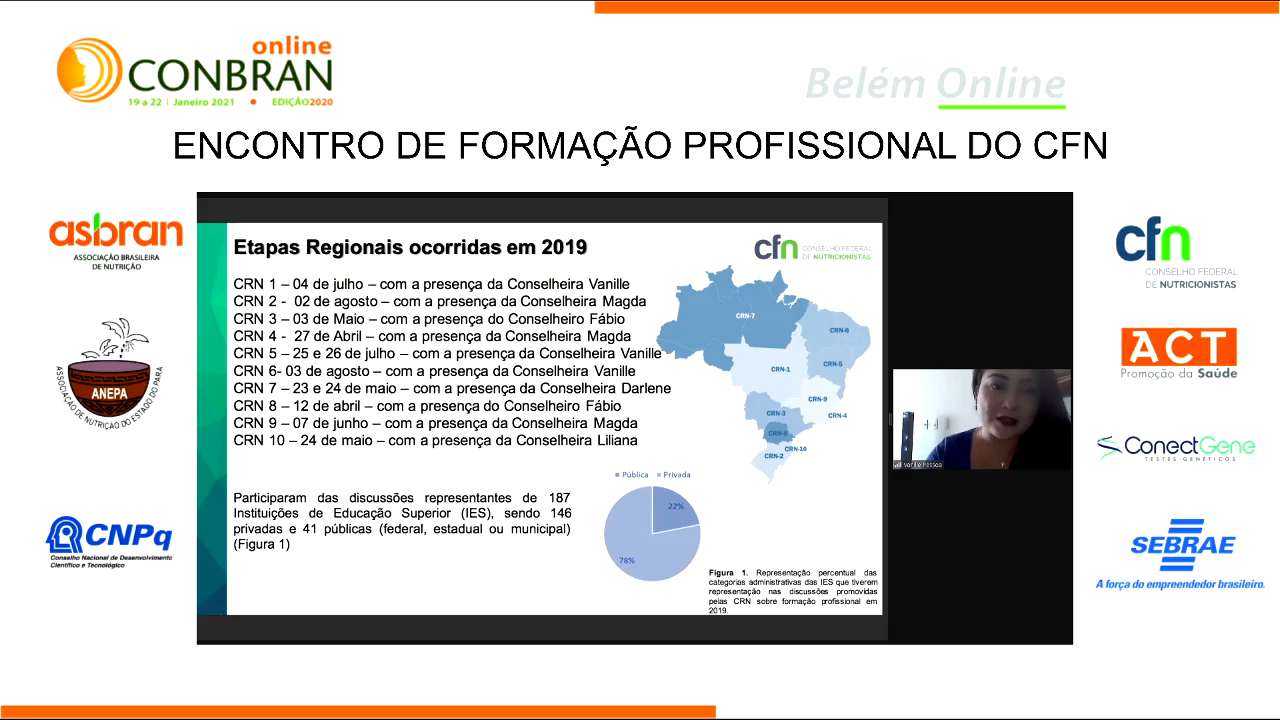 online
CONBRAN
19 a 22 | Janeiro 2021 • EDIÇÃO2020
Belém Online
ENCONTRO DE FORMAÇÃO PROFISSIONAL DO CFN
asbran
ASSOCIAÇÃO BRASILEIRA
DE NUTRIÇÃO
ANEPA
ASSOCIAÇÃO DE NUTRIÇÃO DO ESTADO DO PARÁ
CNPq
Conselho Nacional de Desenvolvimento
Científico e Tecnológico
Etapas Regionais ocorridas em 2019
cfn
CONSELHO FEDERAL
DE NUTRICIONISTAS
CRN 1 – 04 de julho – com a presença da Conselheira Vanille
CRN 2 - 02 de agosto – com a presença da Conselheira Magda
CRN 3 – 03 de Maio – com a presença do Conselheiro Fábio
CRN 4 - 27 de Abril – com a presença da Conselheira Magda
CRN 5 – 25 e 26 de julho – com a presença da Conselheira Vanille
CRN 6- 03 de agosto – com a presença da Conselheira Vanille
CRN 7 – 23 e 24 de maio – com a presença da Conselheira Darlene
CRN 8 – 12 de abril – com a presença do Conselheiro Fábio
CRN 9 – 07 de junho – com a presença da Conselheira Magda
CRN 10 – 24 de maio – com a presença da Conselheira Liliana
CRN-7
CRN-6
CRN-5
CRN-1
CRN-9
CRN-3
CRN-4
CRN-8
CRN-10
CRN-2
Participaram das discussões representantes de 187
Instituições de Educação Superior (IES), sendo 146
privadas e 41 públicas (federal, estadual ou municipal)
(Figura 1)
Pública Privada
22%
78%
Figura 1. Representação percentual das
categorias administrativas das IES que tiverem
representação nas discussões promovidas
pelas CRN sobre formação profissional em
2019.
Vanille Pessoa
cfn
CONSELHO FEDERAL
DE NUTRICIONISTAS
ACT
Promoção da Saúde
ConectGene
TESTES GENÉTICOS
SEBRAE
A força do empreendedor brasileiro.